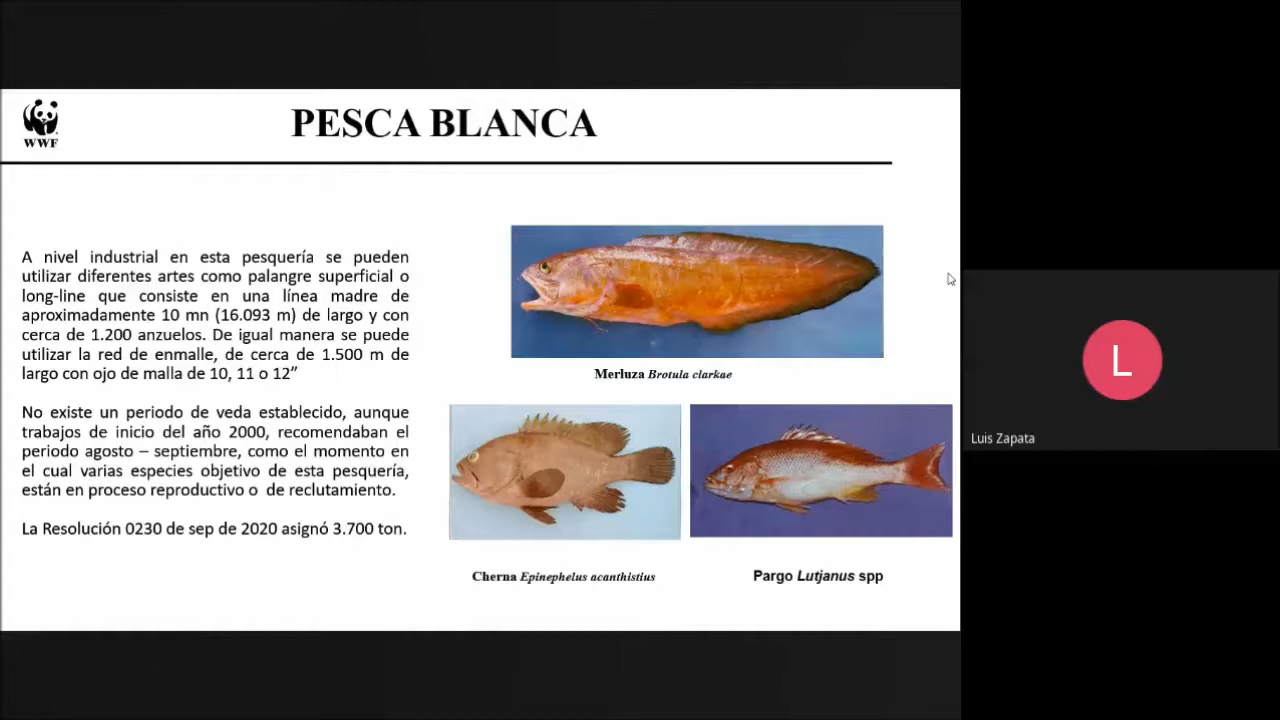 WWF
PESCA BLANCA
A nivel industrial en esta pesquería se pueden
utilizar diferentes artes como palangre superficial o
long-line que consiste en una línea madre de
aproximadamente 10 mn (16.093 m) de largo y con
cerca de 1.200 anzuelos. De igual manera se puede
utilizar la red de enmalle, de cerca de 1.500 m de
largo con ojo de malla de 10, 11 o 12”
No existe un periodo de veda establecido, aunque
trabajos de inicio del año 2000, recomendaban el
periodo agosto – septiembre, como el momento en
el cual varias especies objetivo de esta pesquería,
están en proceso reproductivo o de reclutamiento.
La Resolución 0230 de sep de 2020 asignó 3.700 ton.
Merluza Brotula clarkae
Cherna Epinephelus acanthistius
Pargo Lutjanus spp
L
Luis Zapata